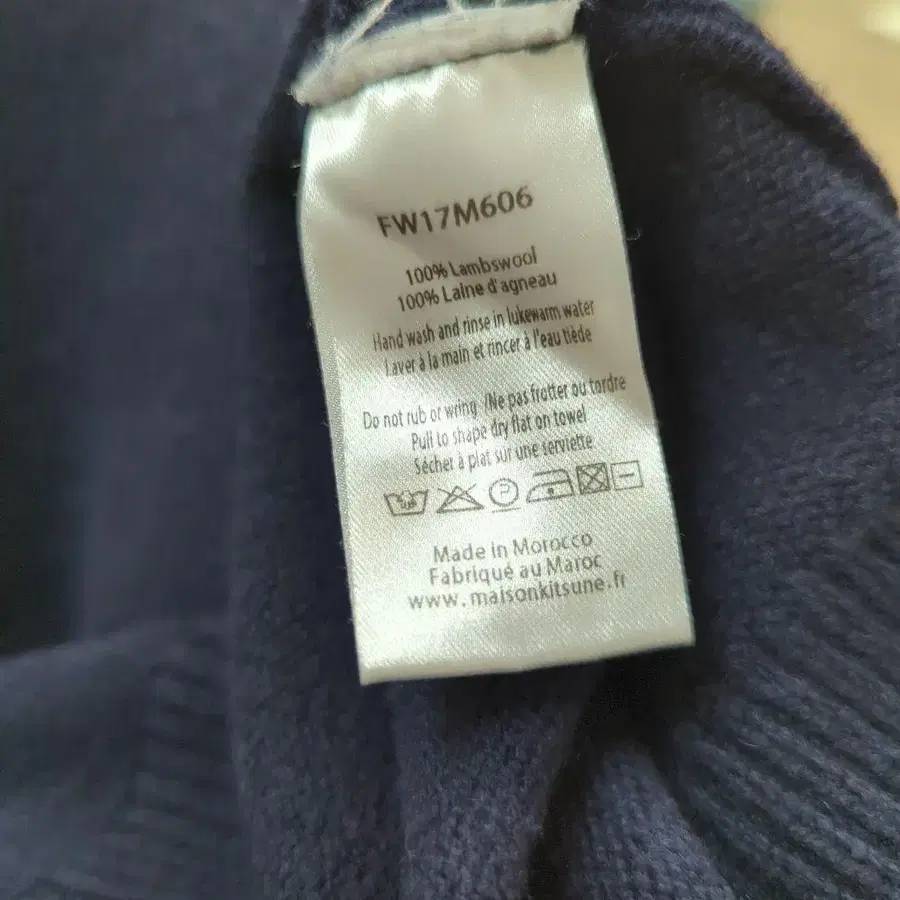 FW17M606
100% Lambswool
100% Laine d'agneau
Hand wash and rinse in lukewarm water
Laver à la main et rincer à l'eau tiède
Do not rub or wring /Ne pas frotter ou tordre
Pull to shape dry flat on towel
Sécher à plat sur une serviette
P
Made in Morocco
Fabriqué au Maroc
www.maisonkitsune.fr